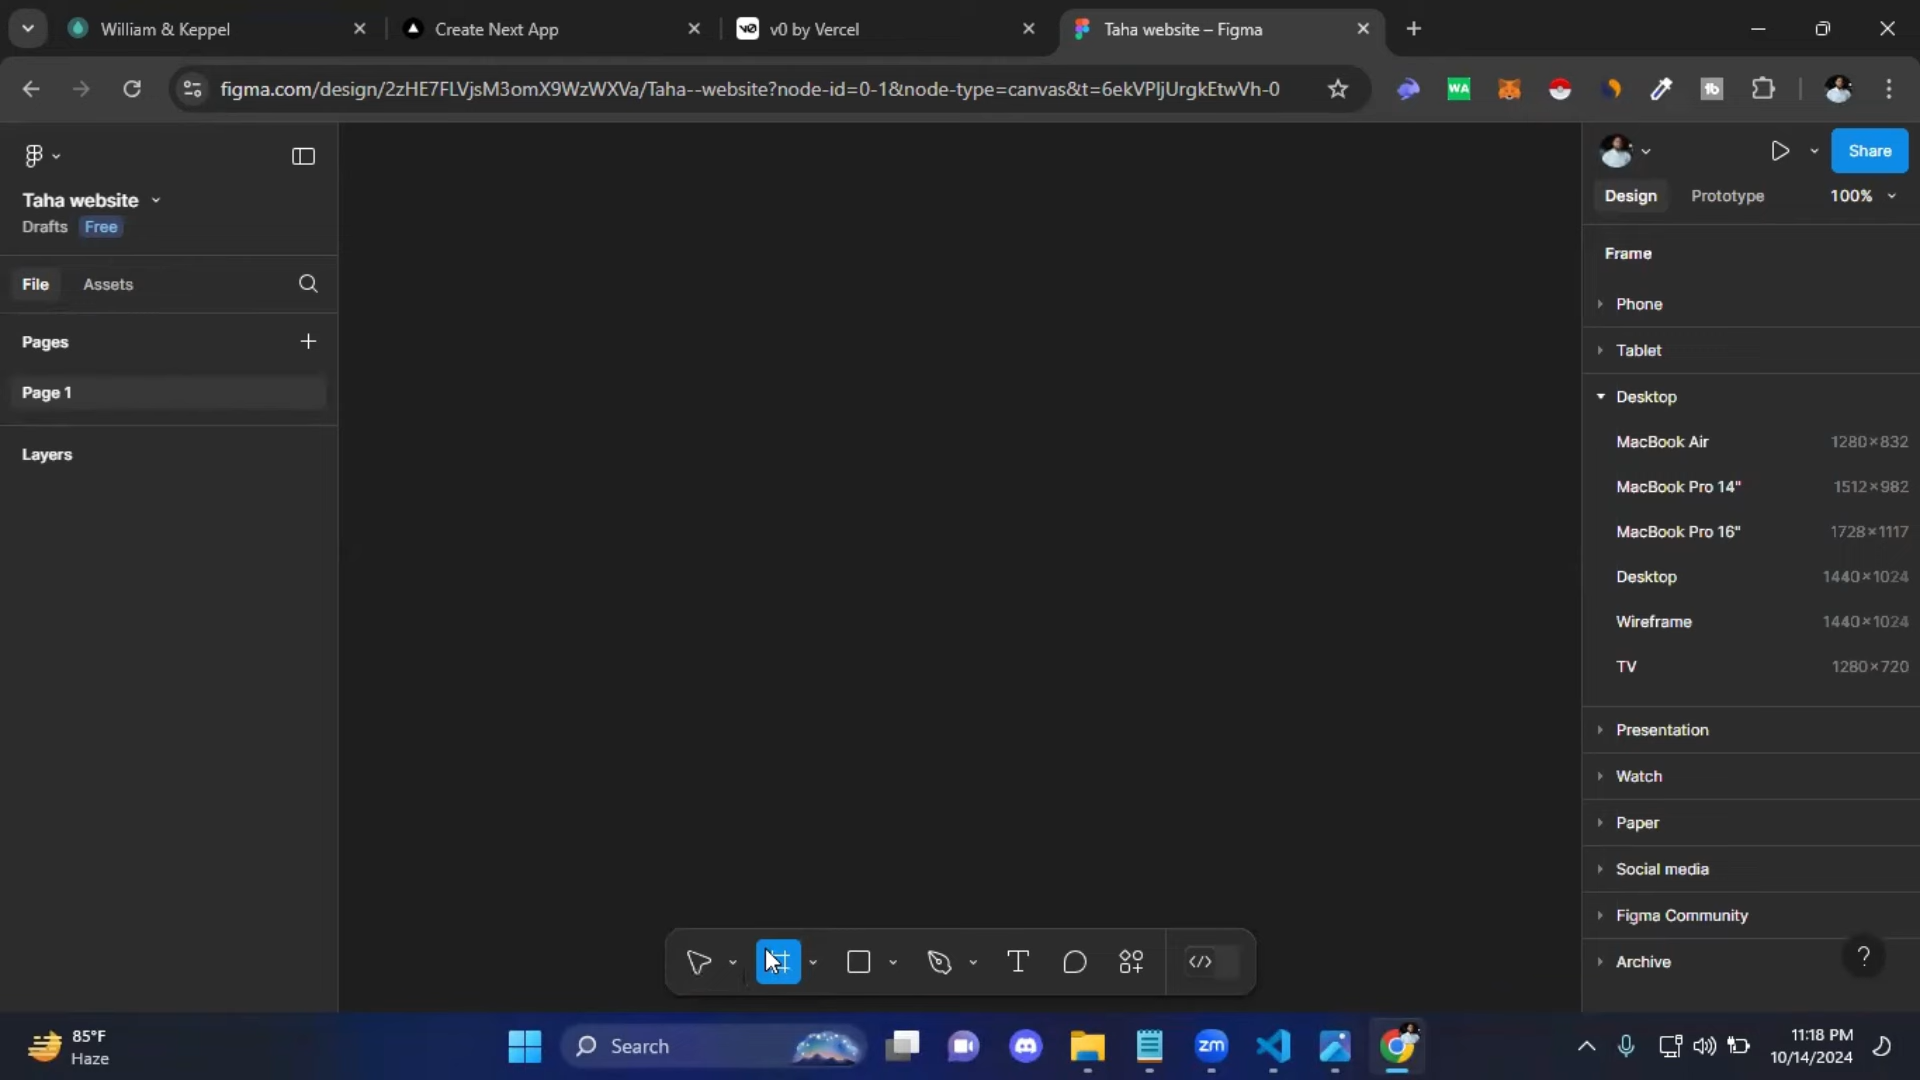 William & Keppel
Create Next App
v0 by Vercel
Taha website – Figma
figma.com/design/2zHE7FLVjsM3omX9WzWXVa/Taha--website?node-id=0-1&node-type=canvas&t=6ekVPljUrgkEtwVh-0
WA
Taha website
Drafts Free
File Assets
Pages
Page 1
Layers
Share
Design Prototype 100%
Frame
Phone
Tablet
Desktop
MacBook Air 1280×832
MacBook Pro 14" 1512×982
MacBook Pro 16" 1728×1117
Desktop 1440×1024
Wireframe 1440×1024
TV 1280×720
Presentation
Watch
Paper
Social media
Figma Community
Archive
?
85°F
Haze
Search
zm
11:18 PM
10/14/2024